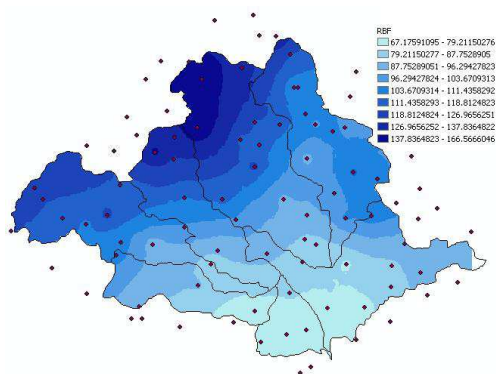 RBF
67.17591095 - 79.21150276
79.21150277 - 87.7528905
87.75289051 - 96.29427823
96.29427824 - 103.6709313
103.6709314 - 111.4358292
111.4358293 - 118.8124823
118.8124824 - 126.9656251
126.9656252 - 137.8364822
137.8364823 - 166.5666046